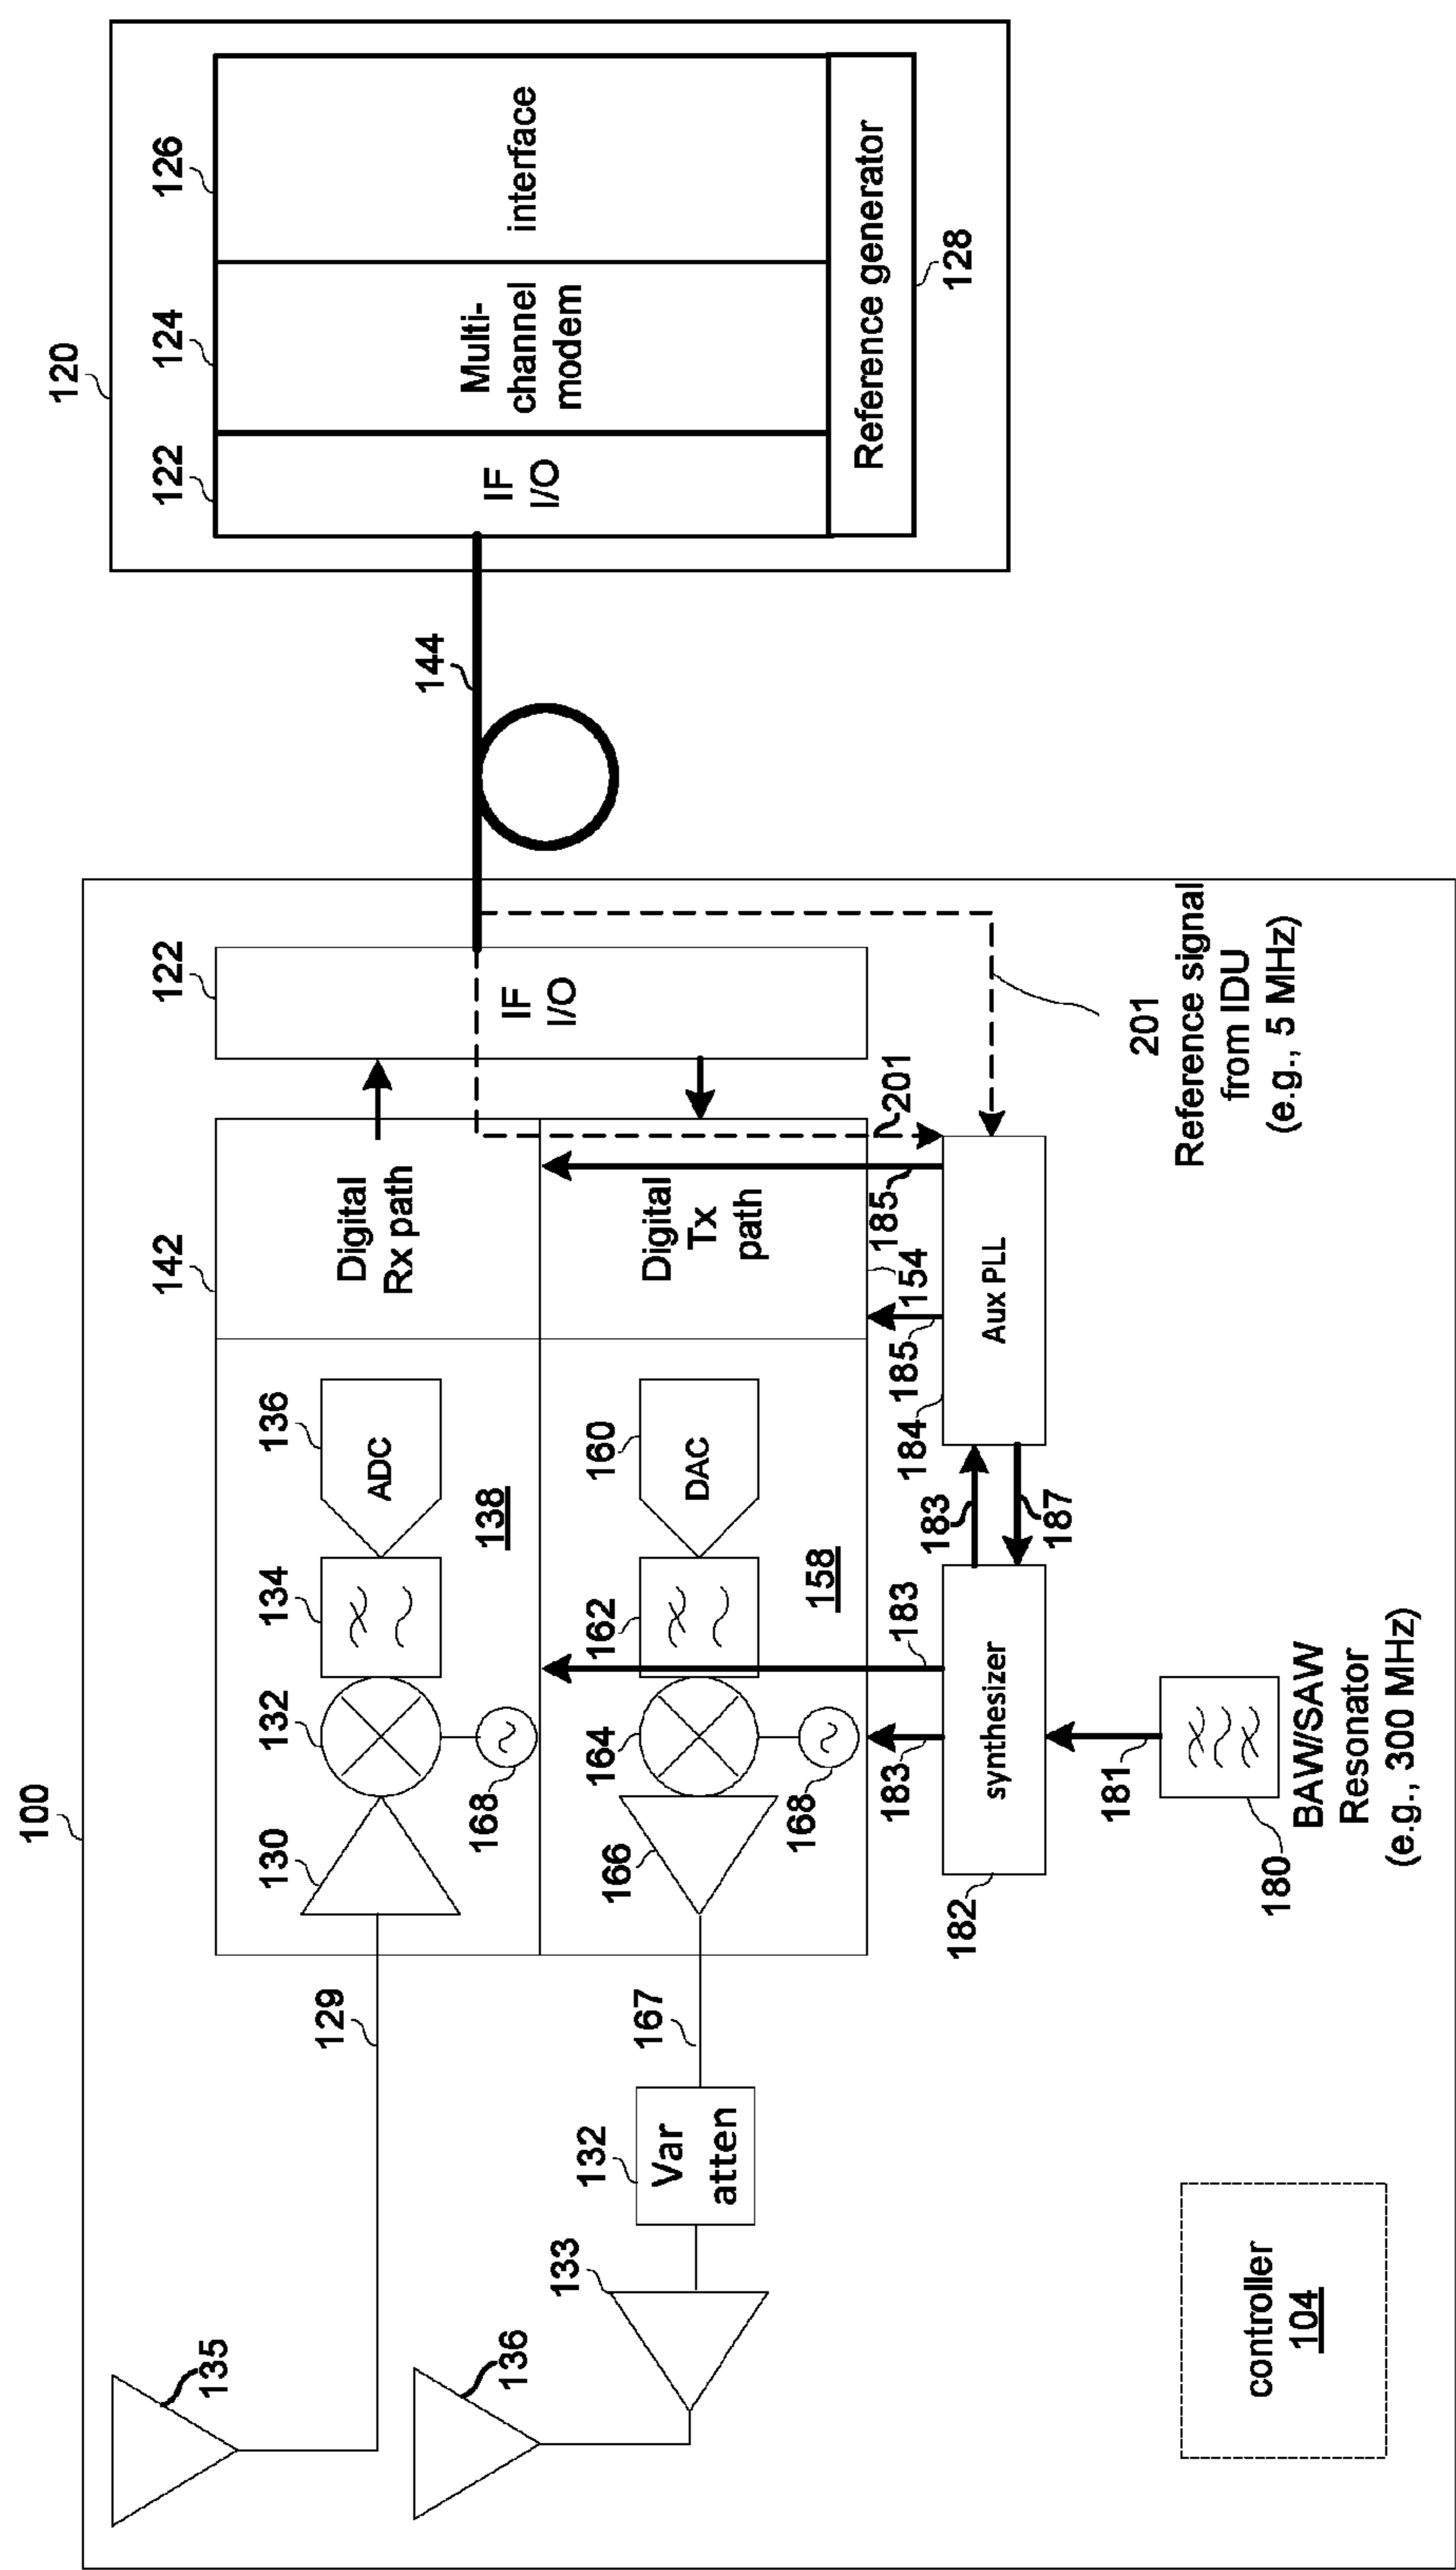 100
120
122
124
126
IF
I/O
Multi-
channel
modem
interface
Reference generator
128
144
135
129
130
132
134
136
ADC
138
168
142
Digital
Rx path
122
IF
I/O
136
133
132
Var
atten
167
166
164
162
160
DAC
158
168
Digital
Tx
path
154
183
183
185
185
201
182
synthesizer
183
187
184
Aux PLL
181
180
BAW/SAW
Resonator
(e.g., 300 MHz)
201
Reference signal
from IDU
(e.g., 5 MHz)
controller
104